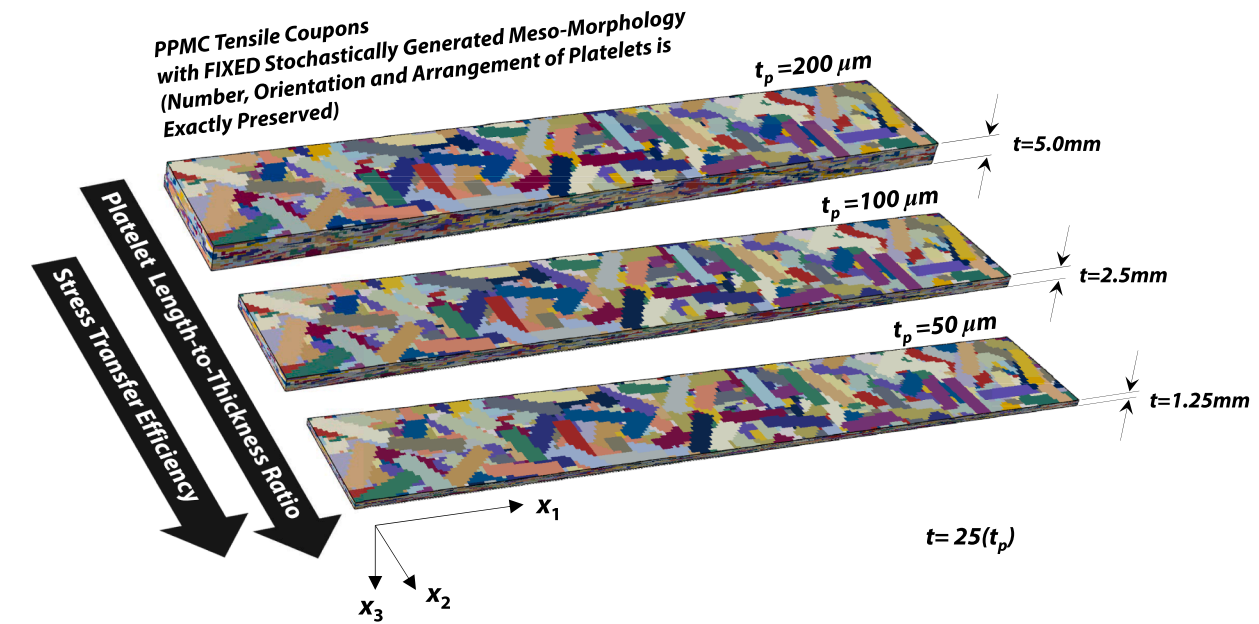 PPMC Tensile Coupons
with FIXED Stochastically Generated Meso-Morphology
(Number, Orientation and Arrangement of Platelets is
Exactly Preserved)
tp =200 μm
t=5.0mm
tp =100 μm
t=2.5mm
tp =50 μm
t=1.25mm
Platelet Length-to-Thickness Ratio
Stress Transfer Efficiency
x1
x2
x3
t= 25(tp)